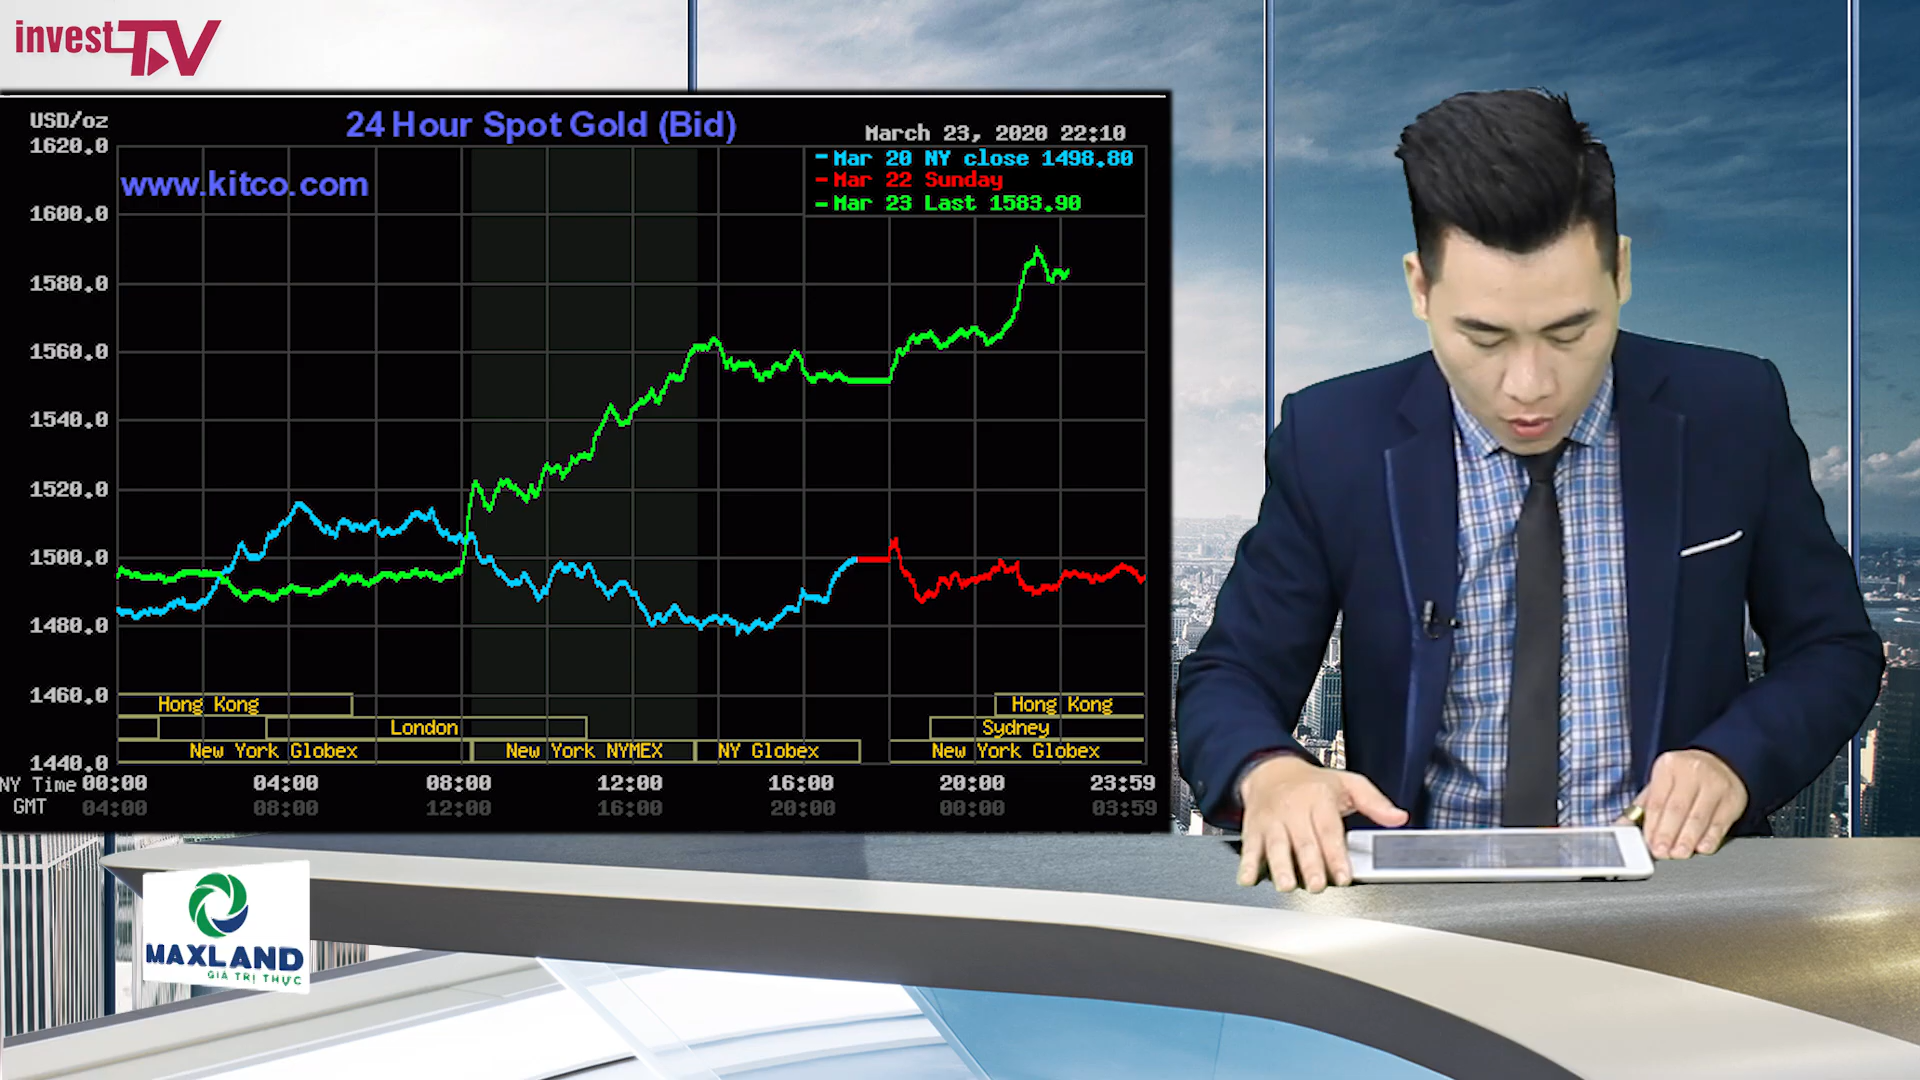 invest TV
USD/oz
24 Hour Spot Gold (Bid)
March 23, 2020 22:10
www.kitco.com
Mar 20 NY close 1498.80
Mar 22 Sunday
Mar 23 Last 1583.90
1620.0
1600.0
1580.0
1560.0
1540.0
1520.0
1500.0
1480.0
1460.0
1440.0
Hong Kong
Hong Kong
London
Sydney
New York Globex
New York NYMEX
NY Globex
New York Globex
NY Time 00:00 04:00 08:00 12:00 16:00 20:00 23:59
GMT 04:00 08:00 12:00 16:00 20:00 00:00 03:59
MAXLAND
GIÁ TRỊ THỰC